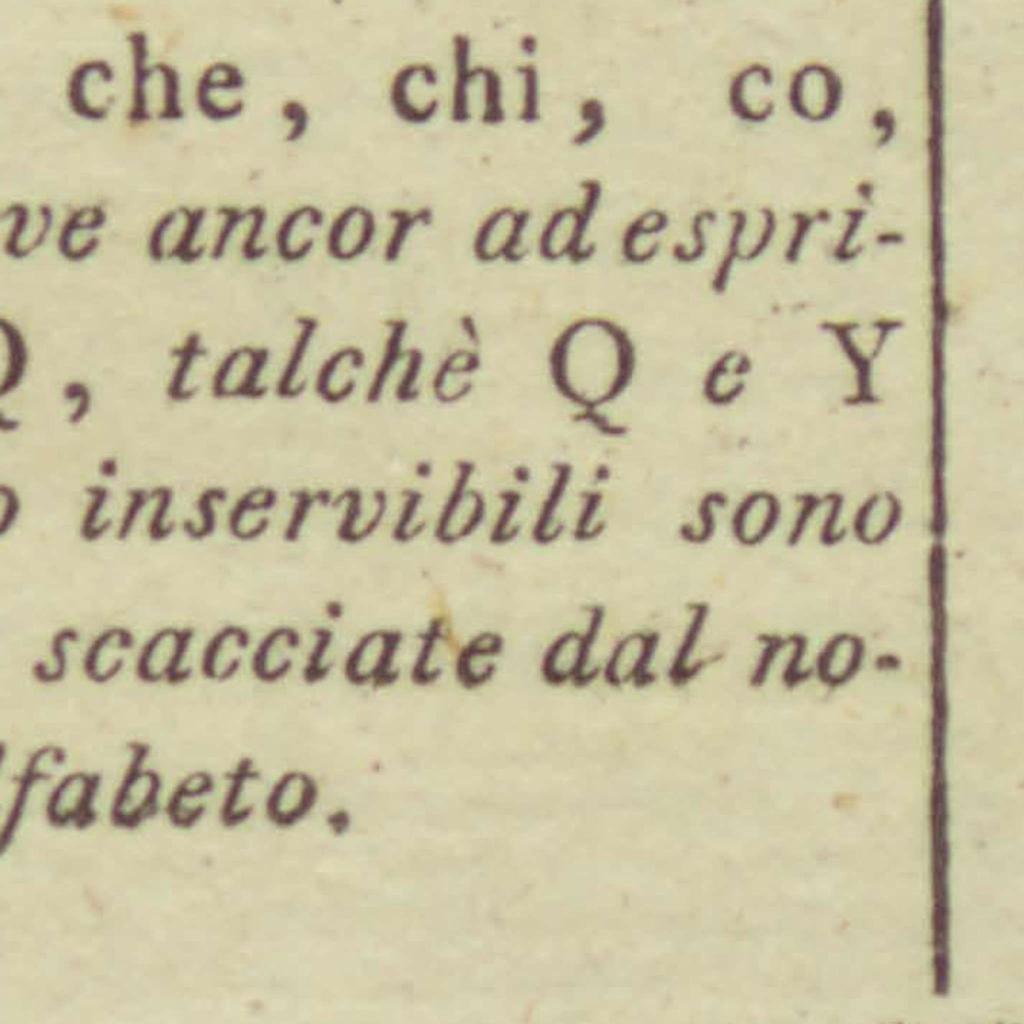 che, chi, co,
ve ancor ad espri-
Q, talchè Q e Y
o inservibili sono
scacciate dal no-
lfabeto.